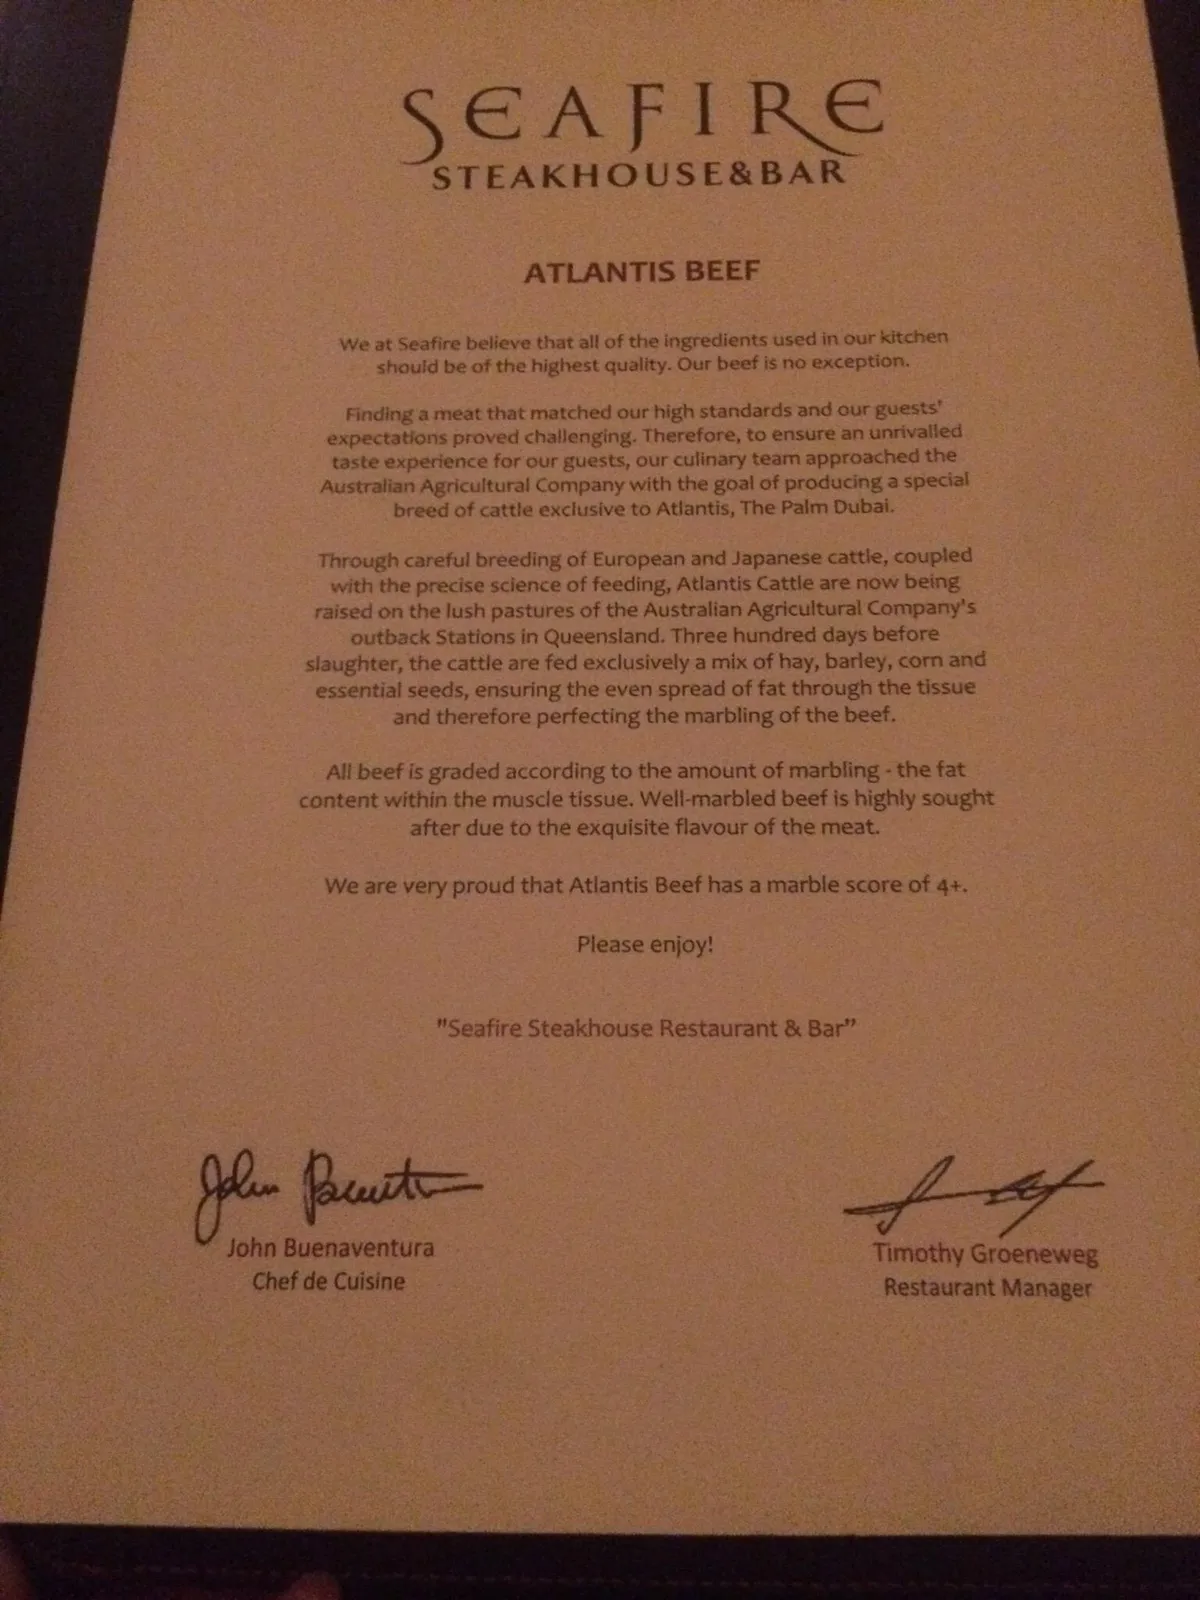 SEAFIRE
STEAKHOUSE&BAR
ATLANTIS BEEF
We at Seafire believe that all of the ingredients used in our kitchen
should be of the highest quality. Our beef is no exception.
Finding a meat that matched our high standards and our guests'
expectations proved challenging. Therefore, to ensure an unrivalled
taste experience for our guests, our culinary team approached the
Australian Agricultural Company with the goal of producing a special
breed of cattle exclusive to Atlantis, The Palm Dubai.
Through careful breeding of European and Japanese cattle, coupled
with the precise science of feeding, Atlantis Cattle are now being
raised on the lush pastures of the Australian Agricultural Company's
outback Stations in Queensland. Three hundred days before
slaughter, the cattle are fed exclusively a mix of hay, barley, corn and
essential seeds, ensuring the even spread of fat through the tissue
and therefore perfecting the marbling of the beef.
All beef is graded according to the amount of marbling - the fat
content within the muscle tissue. Well-marbled beef is highly sought
after due to the exquisite flavour of the meat.
We are very proud that Atlantis Beef has a marble score of 4+.
Please enjoy!
"Seafire Steakhouse Restaurant & Bar”
John
John Buenaventura
Chef de Cuisine
Timothy Groeneweg
Restaurant Manager